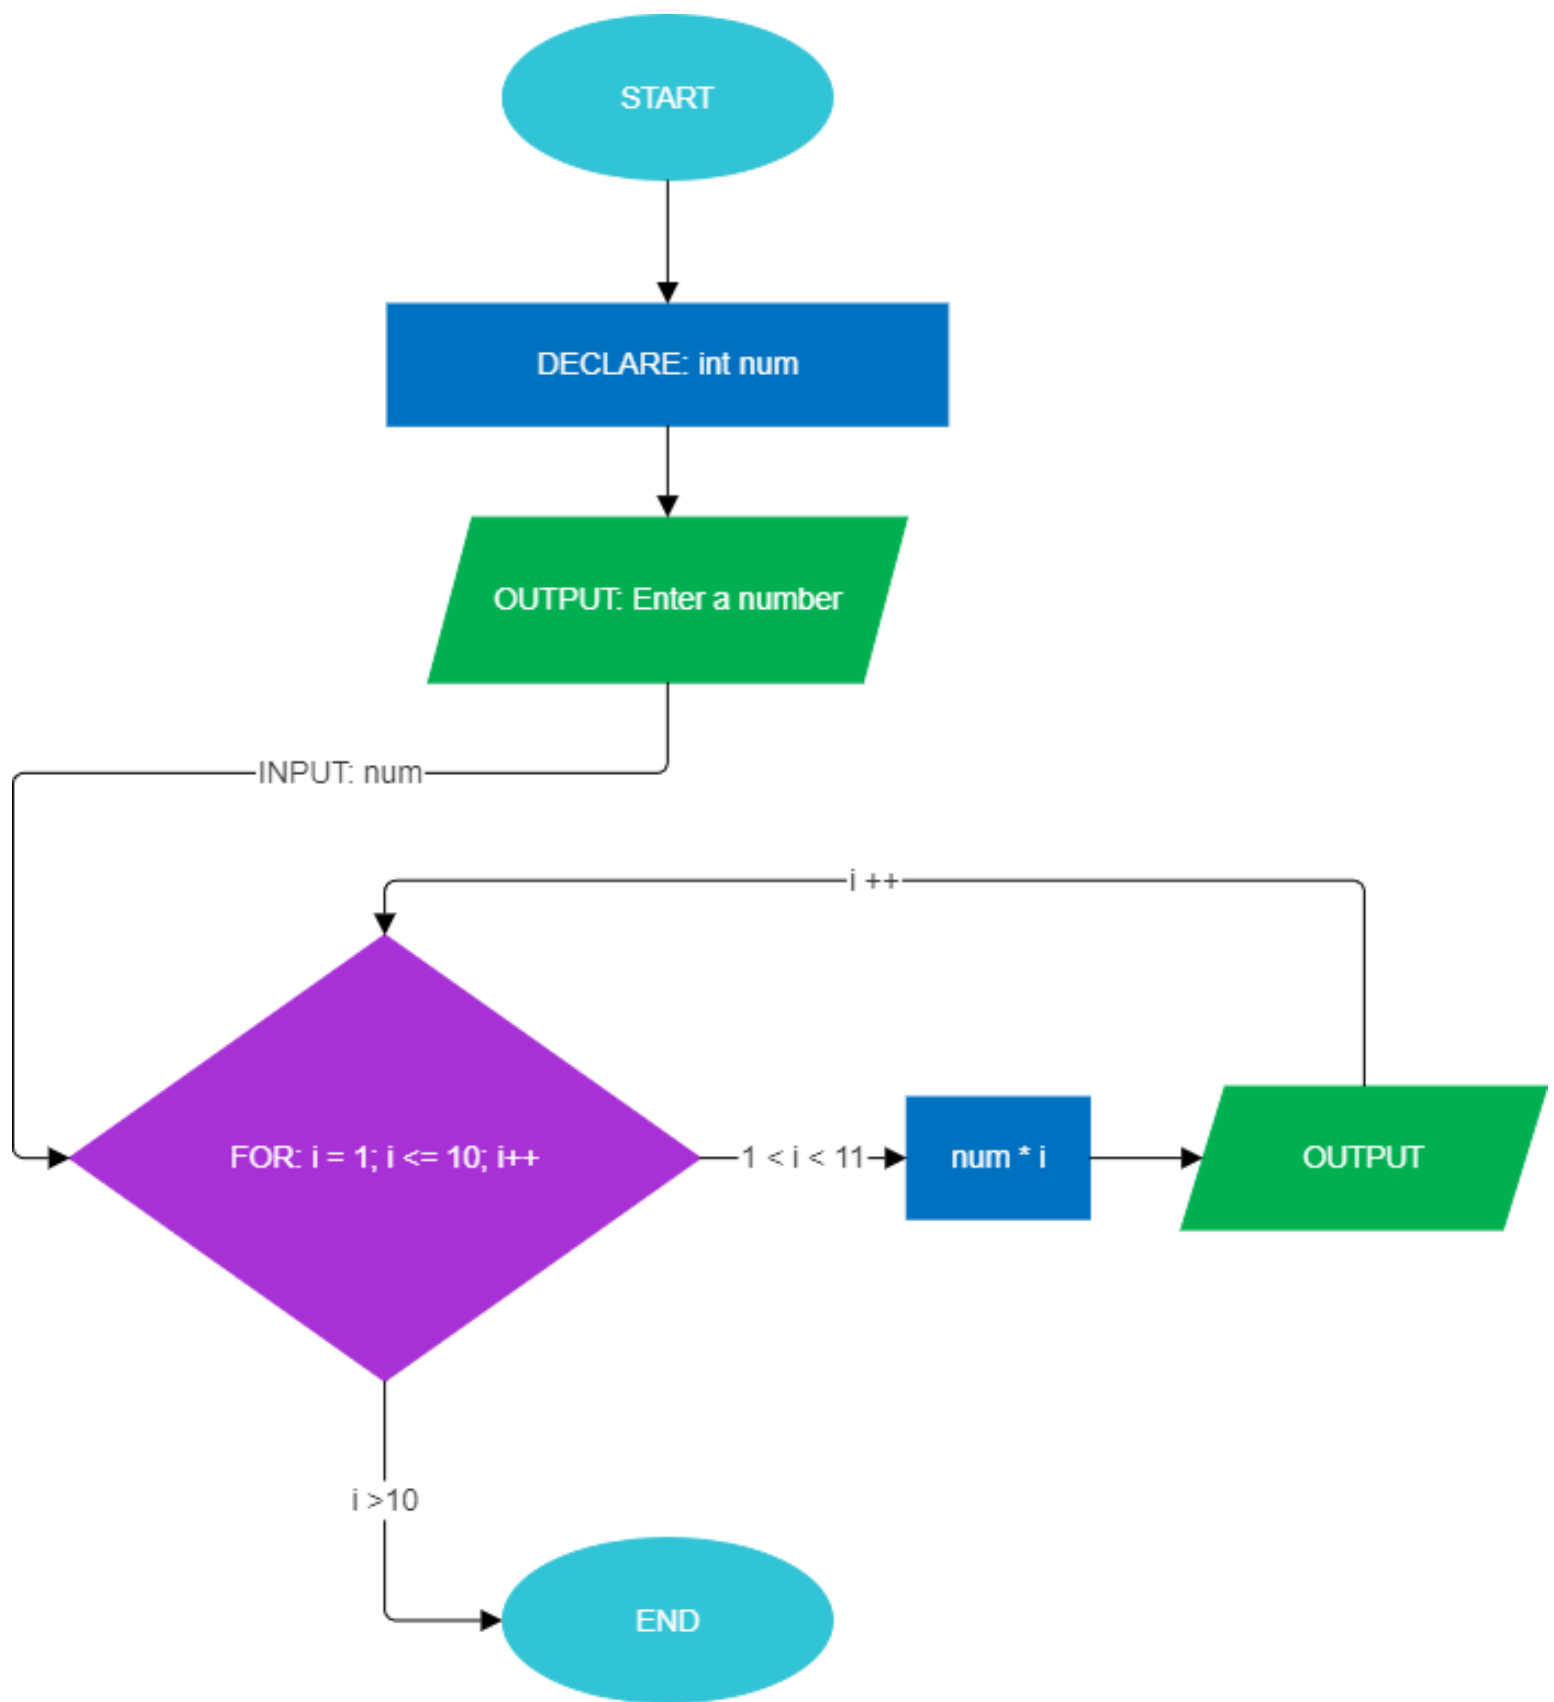 START
DECLARE: int num
OUTPUT: Enter a number
INPUT: num
i ++
FOR: i = 1; i <= 10; i++
1 < i < 11
num * i
OUTPUT
i >10
END